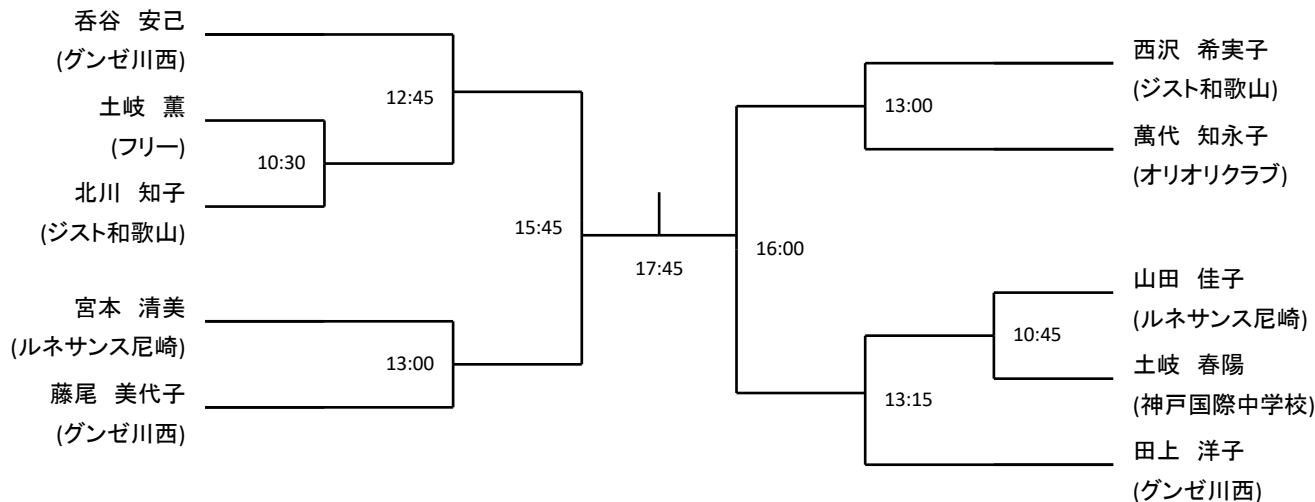 呑谷　安己
(グンゼ川西)
12:45
土岐　薫
(フリー)
10:30
北川　知子
(ジスト和歌山)
15:45
宮本　清美
(ルネサンス尼崎)
13:00
藤尾　美代子
(グンゼ川西)
17:45
西沢　希実子
(ジスト和歌山)
13:00
萬代　知永子
(オリオリクラブ)
16:00
山田　佳子
(ルネサンス尼崎)
10:45
土岐　春陽
(神戸国際中学校)
13:15
田上　洋子
(グンゼ川西)